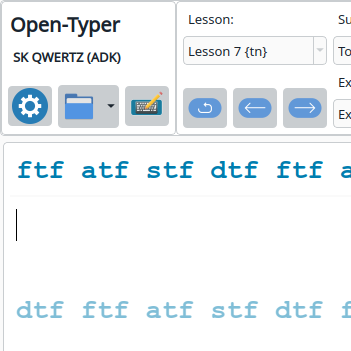 Open-Typer
SK QWERTZ (ADK)
Lesson:
Su
Lesson 7 {tn}
To
Ex
Ex
ftf atf stf dtf ftf a
dtf ftf atf stf dtf f